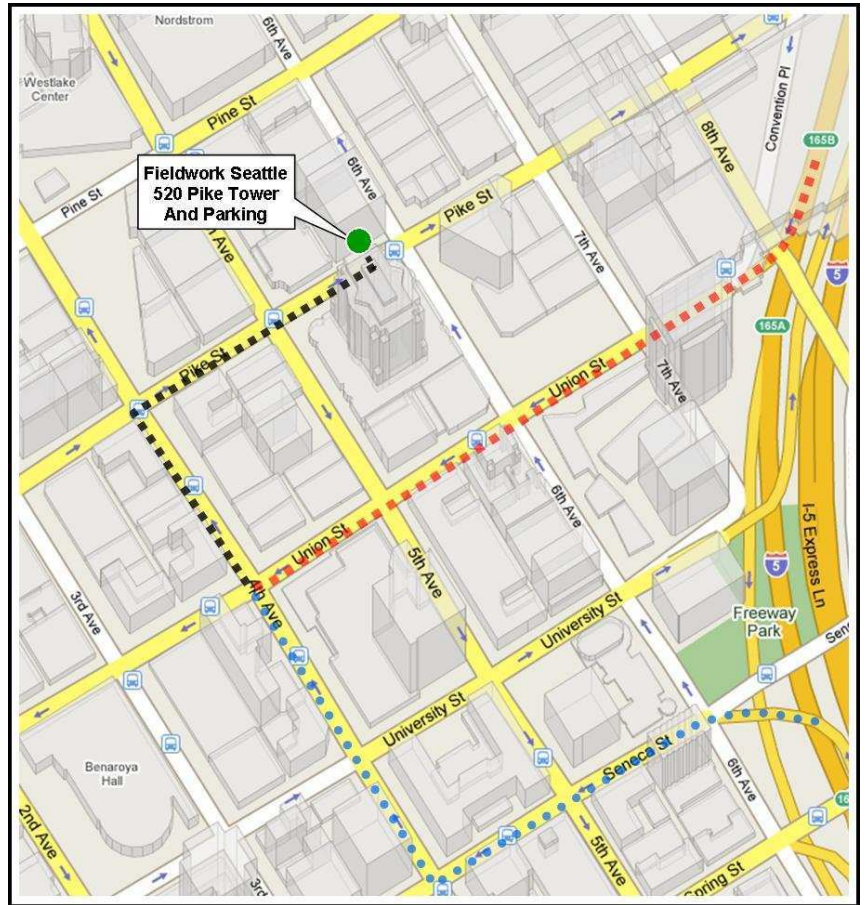 Nordstrom
6th Ave
Westlake
Center
Pine St
Convention Pl
165B
8th Ave
Fieldwork Seattle
520 Pike Tower
And Parking
6th Ave
Pine St
Pike St
Ave
7th Ave
5
165A
Pike St
Union St
7th Ave
6th Ave
I-5 Express Ln
Union St
5th Ave
5
4th Ave
3rd Ave
Freeway
Park
University St
Sen
University St
Seneca St
Benaroya
Hall
6th Ave
2nd Ave
5th Ave
16
3rd
Spring St